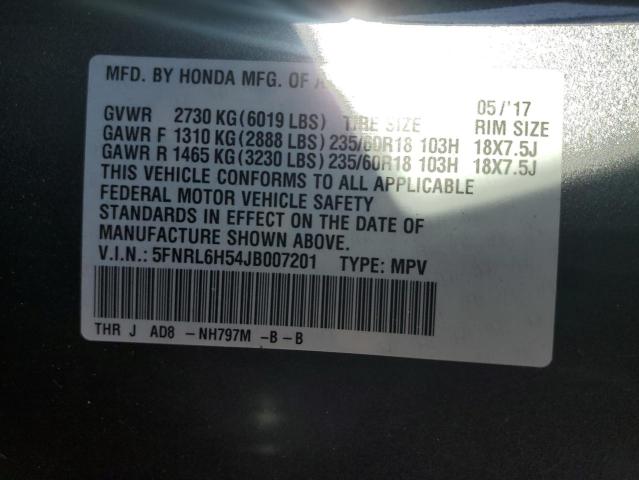 MFD. BY HONDA MFG. OF
05/'17
GVWR 2730 KG(6019 LBS) TIRE SIZE RIM SIZE
GAWR F 1310 KG(2888 LBS) 235/60R18 103H 18X7.5J
GAWR R 1465 KG(3230 LBS) 235/60R18 103H 18X7.5J
THIS VEHICLE CONFORMS TO ALL APPLICABLE
FEDERAL MOTOR VEHICLE SAFETY
STANDARDS IN EFFECT ON THE DATE OF
MANUFACTURE SHOWN ABOVE.
V.I.N.: 5FNRL6H54JB007201 TYPE: MPV
THR J AD8 -NH797M -B-B